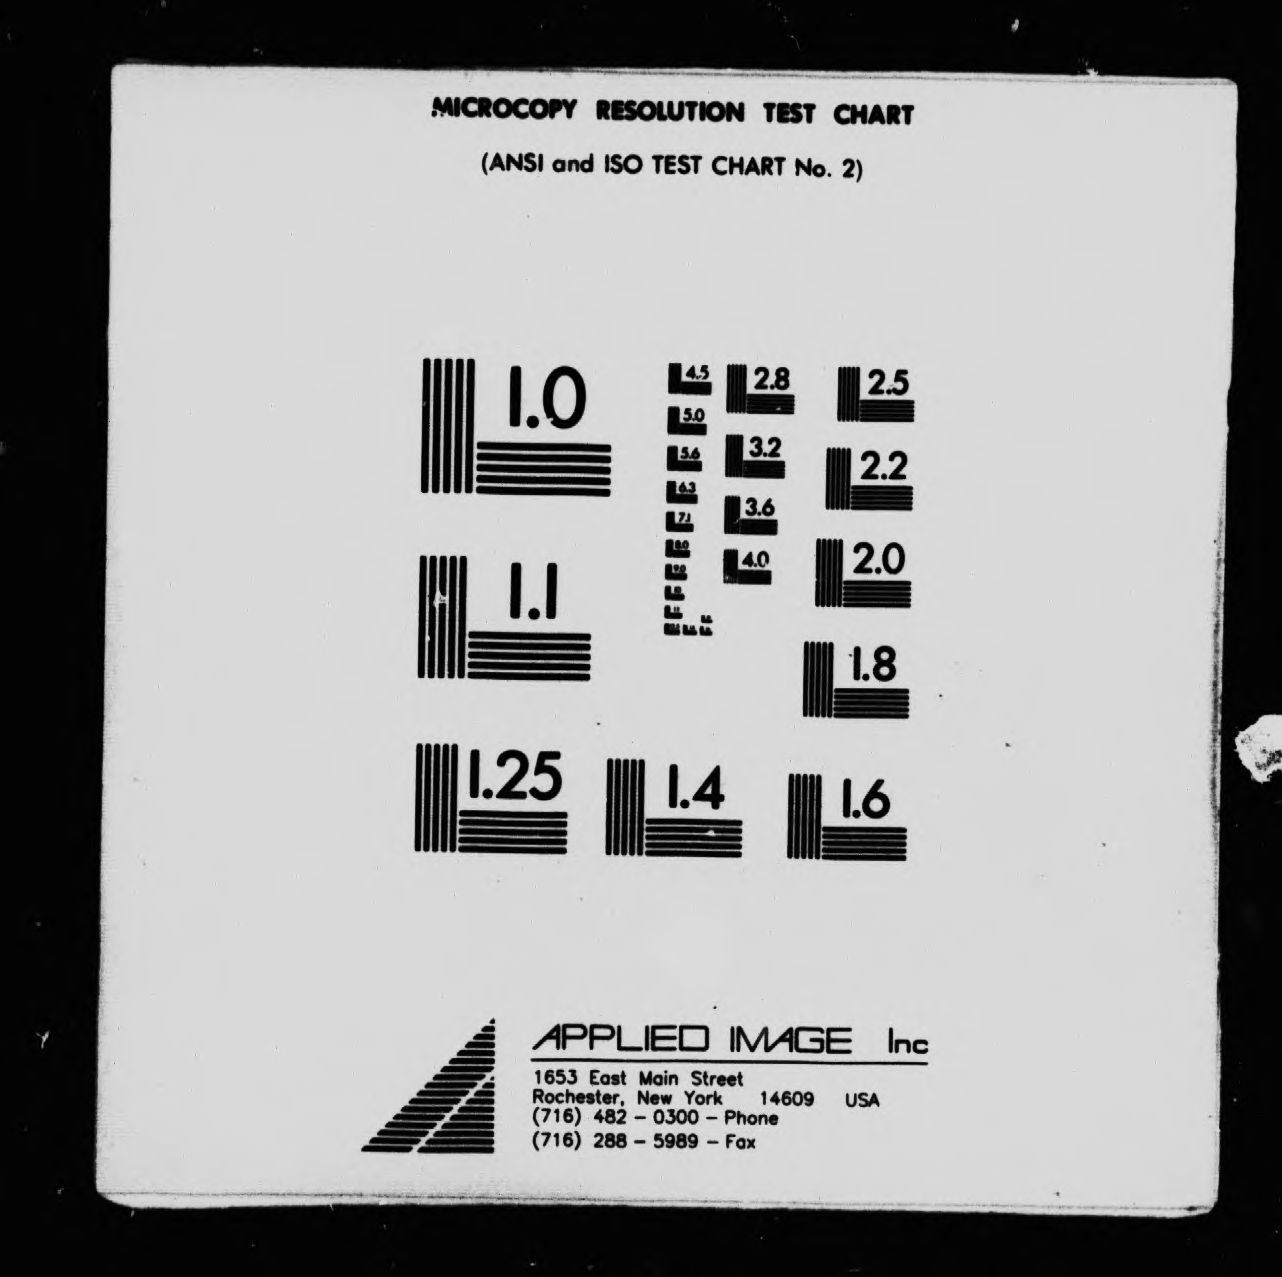 MICROCOPY RESOLUTION TEST CHART
(ANSI and ISO TEST CHART No. 2)
1.0
1.1
1.25
1.4
1.6
1.8
2.0
2.2
2.5
2.8
3.2
3.6
4.0
4.5
5.0
5.6
6.3
7.1
8.0
9.0
APPLIED IMAGE Inc
1653 East Main Street
Rochester, New York 14609 USA
(716) 482 - 0300 - Phone
(716) 288 - 5989 - Fax